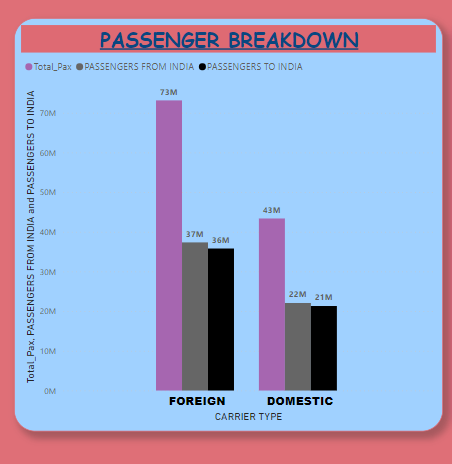 PASSENGER BREAKDOWN
Total_Pax PASSENGERS FROM INDIA PASSENGERS TO INDIA
Total_Pax, PASSENGERS FROM INDIA and PASSENGERS TO INDIA
70M
60M
50M
40M
30M
20M
10M
0M
73M
37M
36M
43M
22M
21M
FOREIGN DOMESTIC
CARRIER TYPE